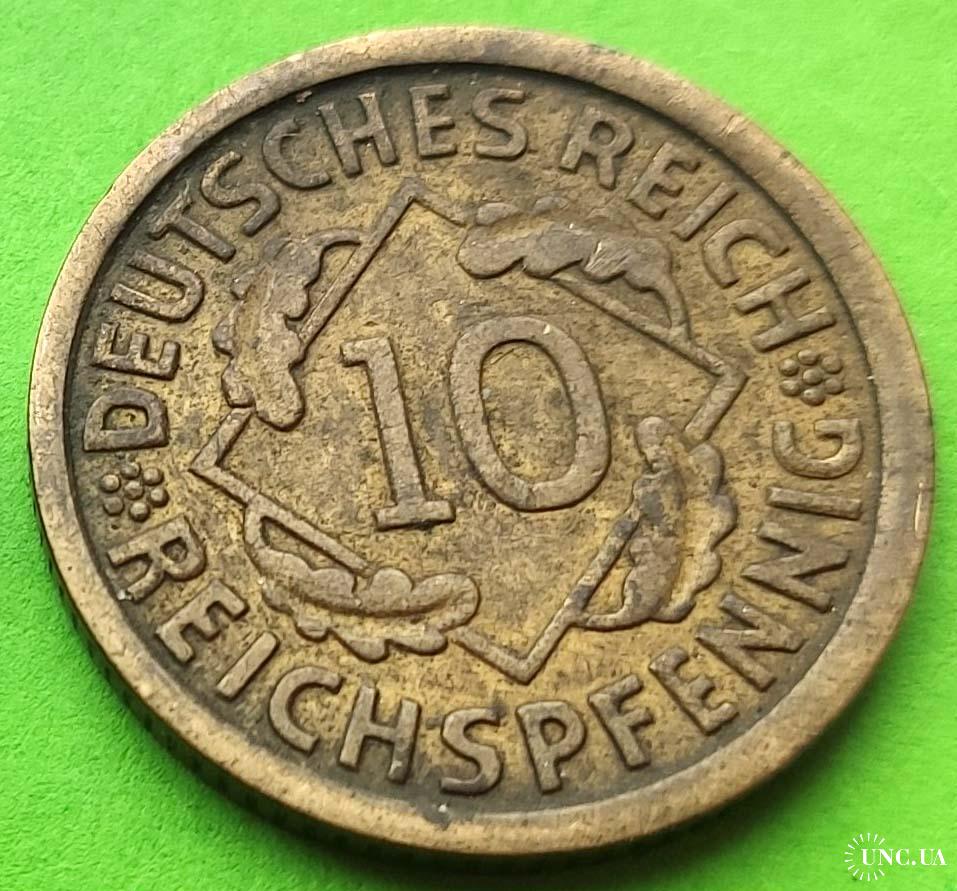 DEUTSCHES REICH
10
REICHSPFENNIG
UNC.UA